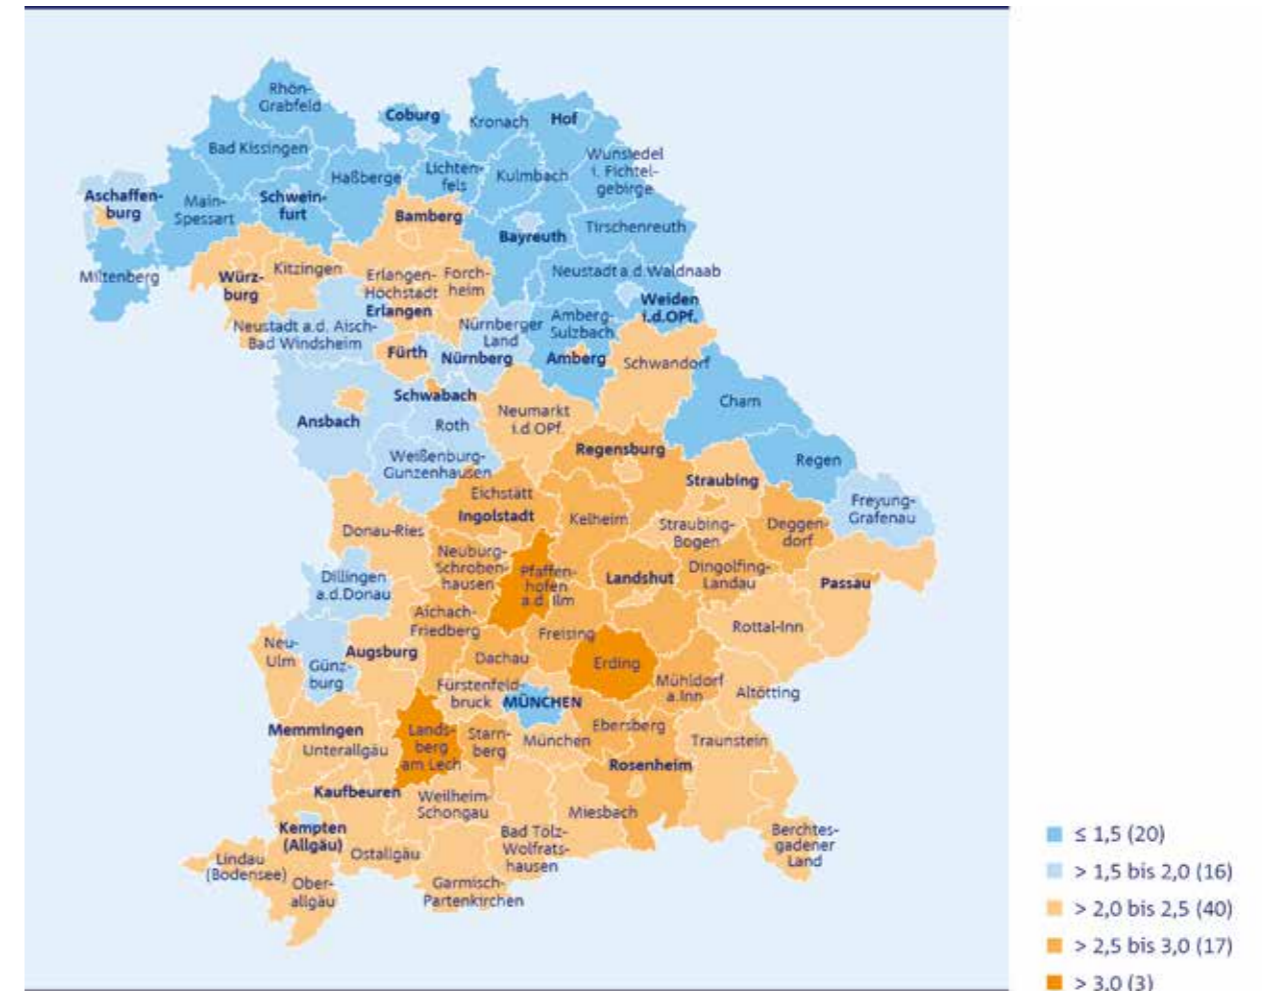 Rhön-
Grabfeld
Coburg
Kronach
Hof
Bad Kissingen
Wunsiedel
i. Fichtel-
gebirge
Haßberge
Lichten-
fels
Kulmbach
Aschaffen-
burg
Main-
Spessart
Schwein-
furt
Bamberg
Bayreuth
Tirschenreuth
Miltenberg
Würz-
burg
Kitzingen
Erlangen-
Höchstadt
Forch-
heim
Erlangen
Neustadt a.d.Waldnaab
Weiden
i.d.OPf.
Neustadt a.d. Aisch-
Bad Windsheim
Nürnberger
Land
Amberg-
Sulzbach
Fürth
Nürnberg
Amberg
Schwandorf
Schwabach
Cham
Ansbach
Roth
Neumarkt
i.d.OPf.
Weißenburg-
Gunzenhausen
Regensburg
Regen
Straubing
Eichstätt
Freyung-
Grafenau
Ingolstadt
Kelheim
Donau-Ries
Straubing-
Bogen
Deggen-
dorf
Neuburg-
Schroben-
hausen
Pfaffen-
hofen
a.d. Ilm
Landshut
Dingolfing-
Landau
Passau
Dillingen
a.d.Donau
Aichach-
Friedberg
Freising
Rottal-Inn
Neu-
Ulm
Günz-
burg
Augsburg
Dachau
Erding
Mühldorf
a.Inn
Altötting
Fürstenfeld-
bruck
MÜNCHEN
Memmingen
Unterallgäu
Lands-
berg
am Lech
Starn-
berg
München
Ebersberg
Traunstein
Rosenheim
Kaufbeuren
Weilheim-
Schongau
Miesbach
Kempten
(Allgäu)
Ostallgäu
Bad Tölz-
Wolfrats-
hausen
Berchtes-
gadener
Land
Lindau
(Bodensee)
Ober-
allgäu
Garmisch-
Partenkirchen
≤ 1,5 (20)
> 1,5 bis 2,0 (16)
> 2,0 bis 2,5 (40)
> 2,5 bis 3,0 (17)
> 3,0 (3)